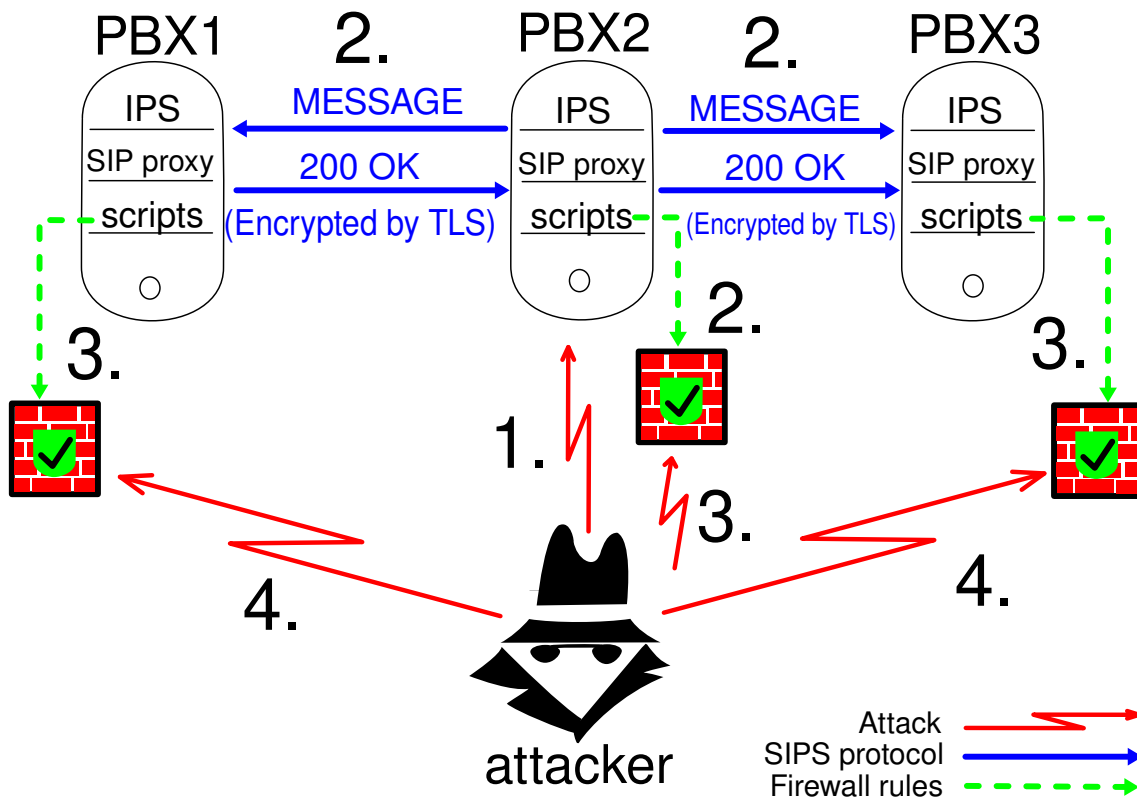 PBX1
2.
PBX2
2.
PBX3
IPS
MESSAGE
IPS
MESSAGE
IPS
SIP proxy
200 OK
SIP proxy
200 OK
SIP proxy
scripts
(Encrypted by TLS)
scripts
(Encrypted by TLS)
scripts
3.
2.
3.
1.
3.
4.
4.
attacker
Attack
SIPS protocol
Firewall rules